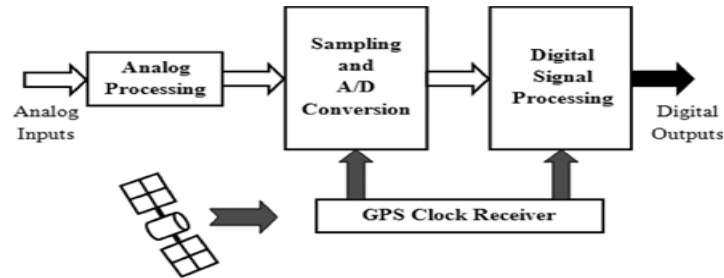 Analog
Processing
Sampling
and
A/D
Conversion
Digital
Signal
Processing
Analog
Inputs
Digital
Outputs
GPS Clock Receiver